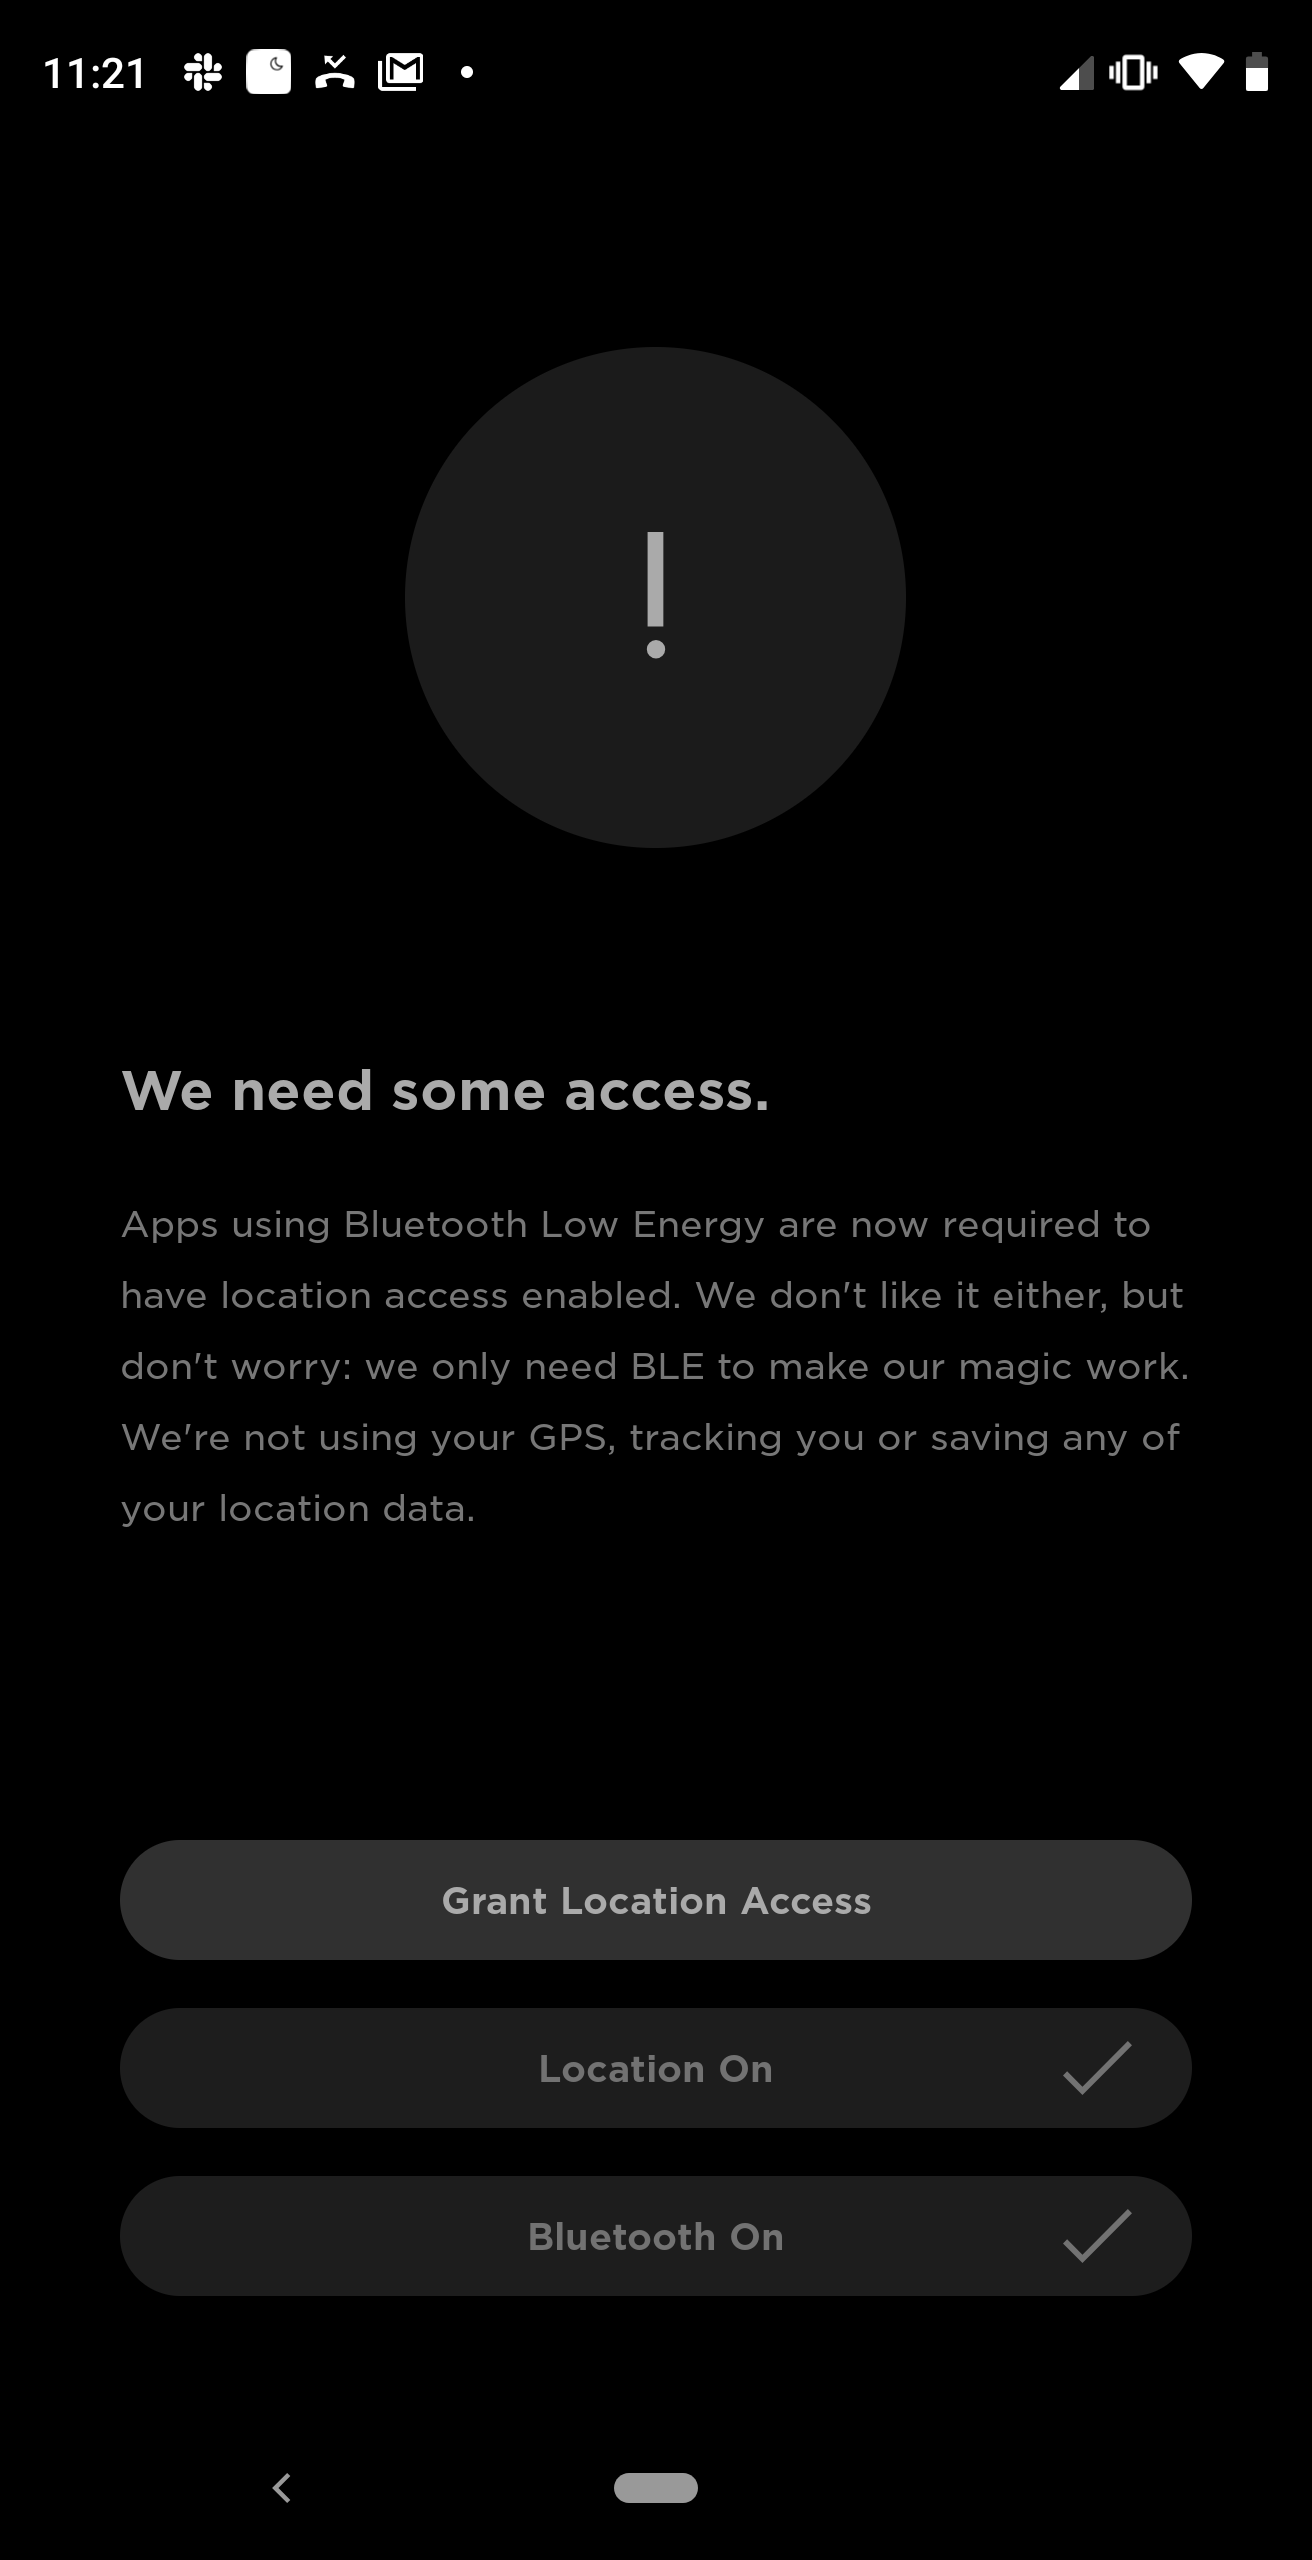 11:21
We need some access.
Apps using Bluetooth Low Energy are now required to
have location access enabled. We don't like it either, but
don't worry: we only need BLE to make our magic work.
We're not using your GPS, tracking you or saving any of
your location data.
Grant Location Access
Location On
Bluetooth On